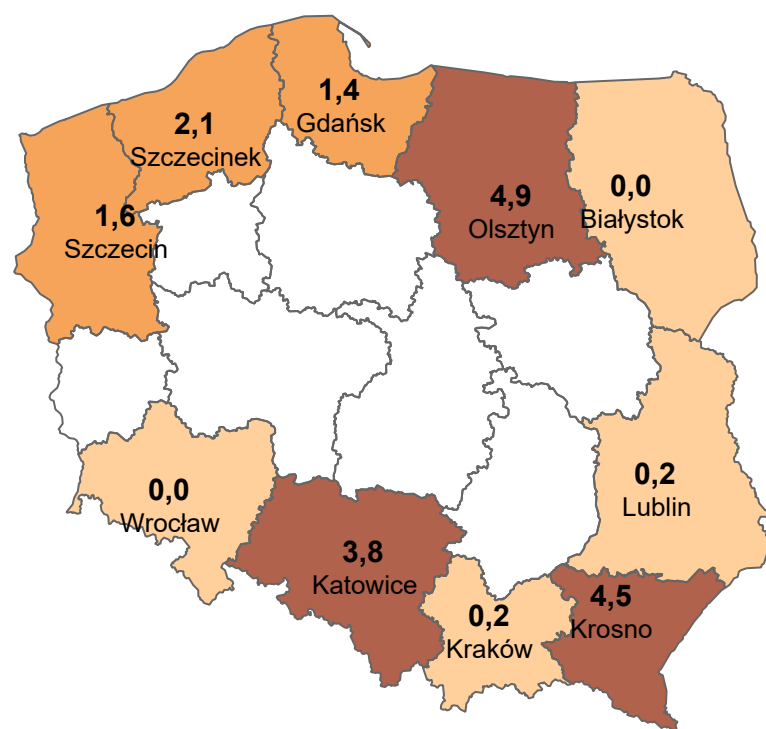 1,4
Gdańsk
2,1
Szczecinek
4,9
Olsztyn
0,0
Białystok
1,6
Szczecin
0,2
Lublin
0,0
Wrocław
3,8
Katowice
4,5
Krosno
0,2
Kraków